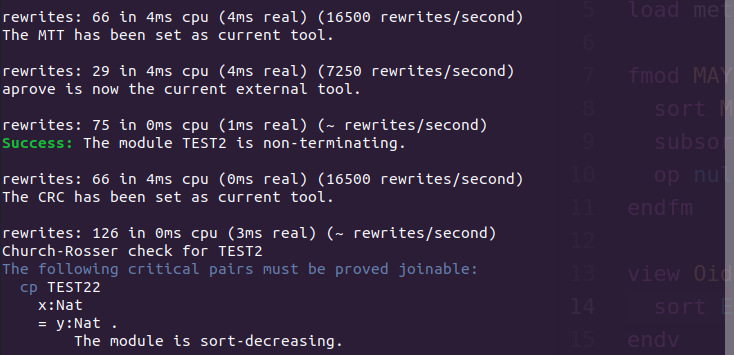 rewrites: 66 in 4ms cpu (4ms real) (16500 rewrites/second)
The MTT has been set as current tool.
rewrites: 29 in 4ms cpu (4ms real) (7250 rewrites/second)
aprove is now the current external tool.
rewrites: 75 in 0ms cpu (1ms real) (~ rewrites/second)
Success: The module TEST2 is non-terminating.
rewrites: 66 in 4ms cpu (0ms real) (16500 rewrites/second)
The CRC has been set as current tool.
rewrites: 126 in 0ms cpu (3ms real) (~ rewrites/second)
Church-Rosser check for TEST2
The following critical pairs must be proved joinable:
cp TEST22
x:Nat
= y:Nat .
The module is sort-decreasing.
5 load met
6
7 fmod MAY
8 sort M
9 subsor
10 op nul
11 endfm
12
13 view Oid
14 sort E
15 endv